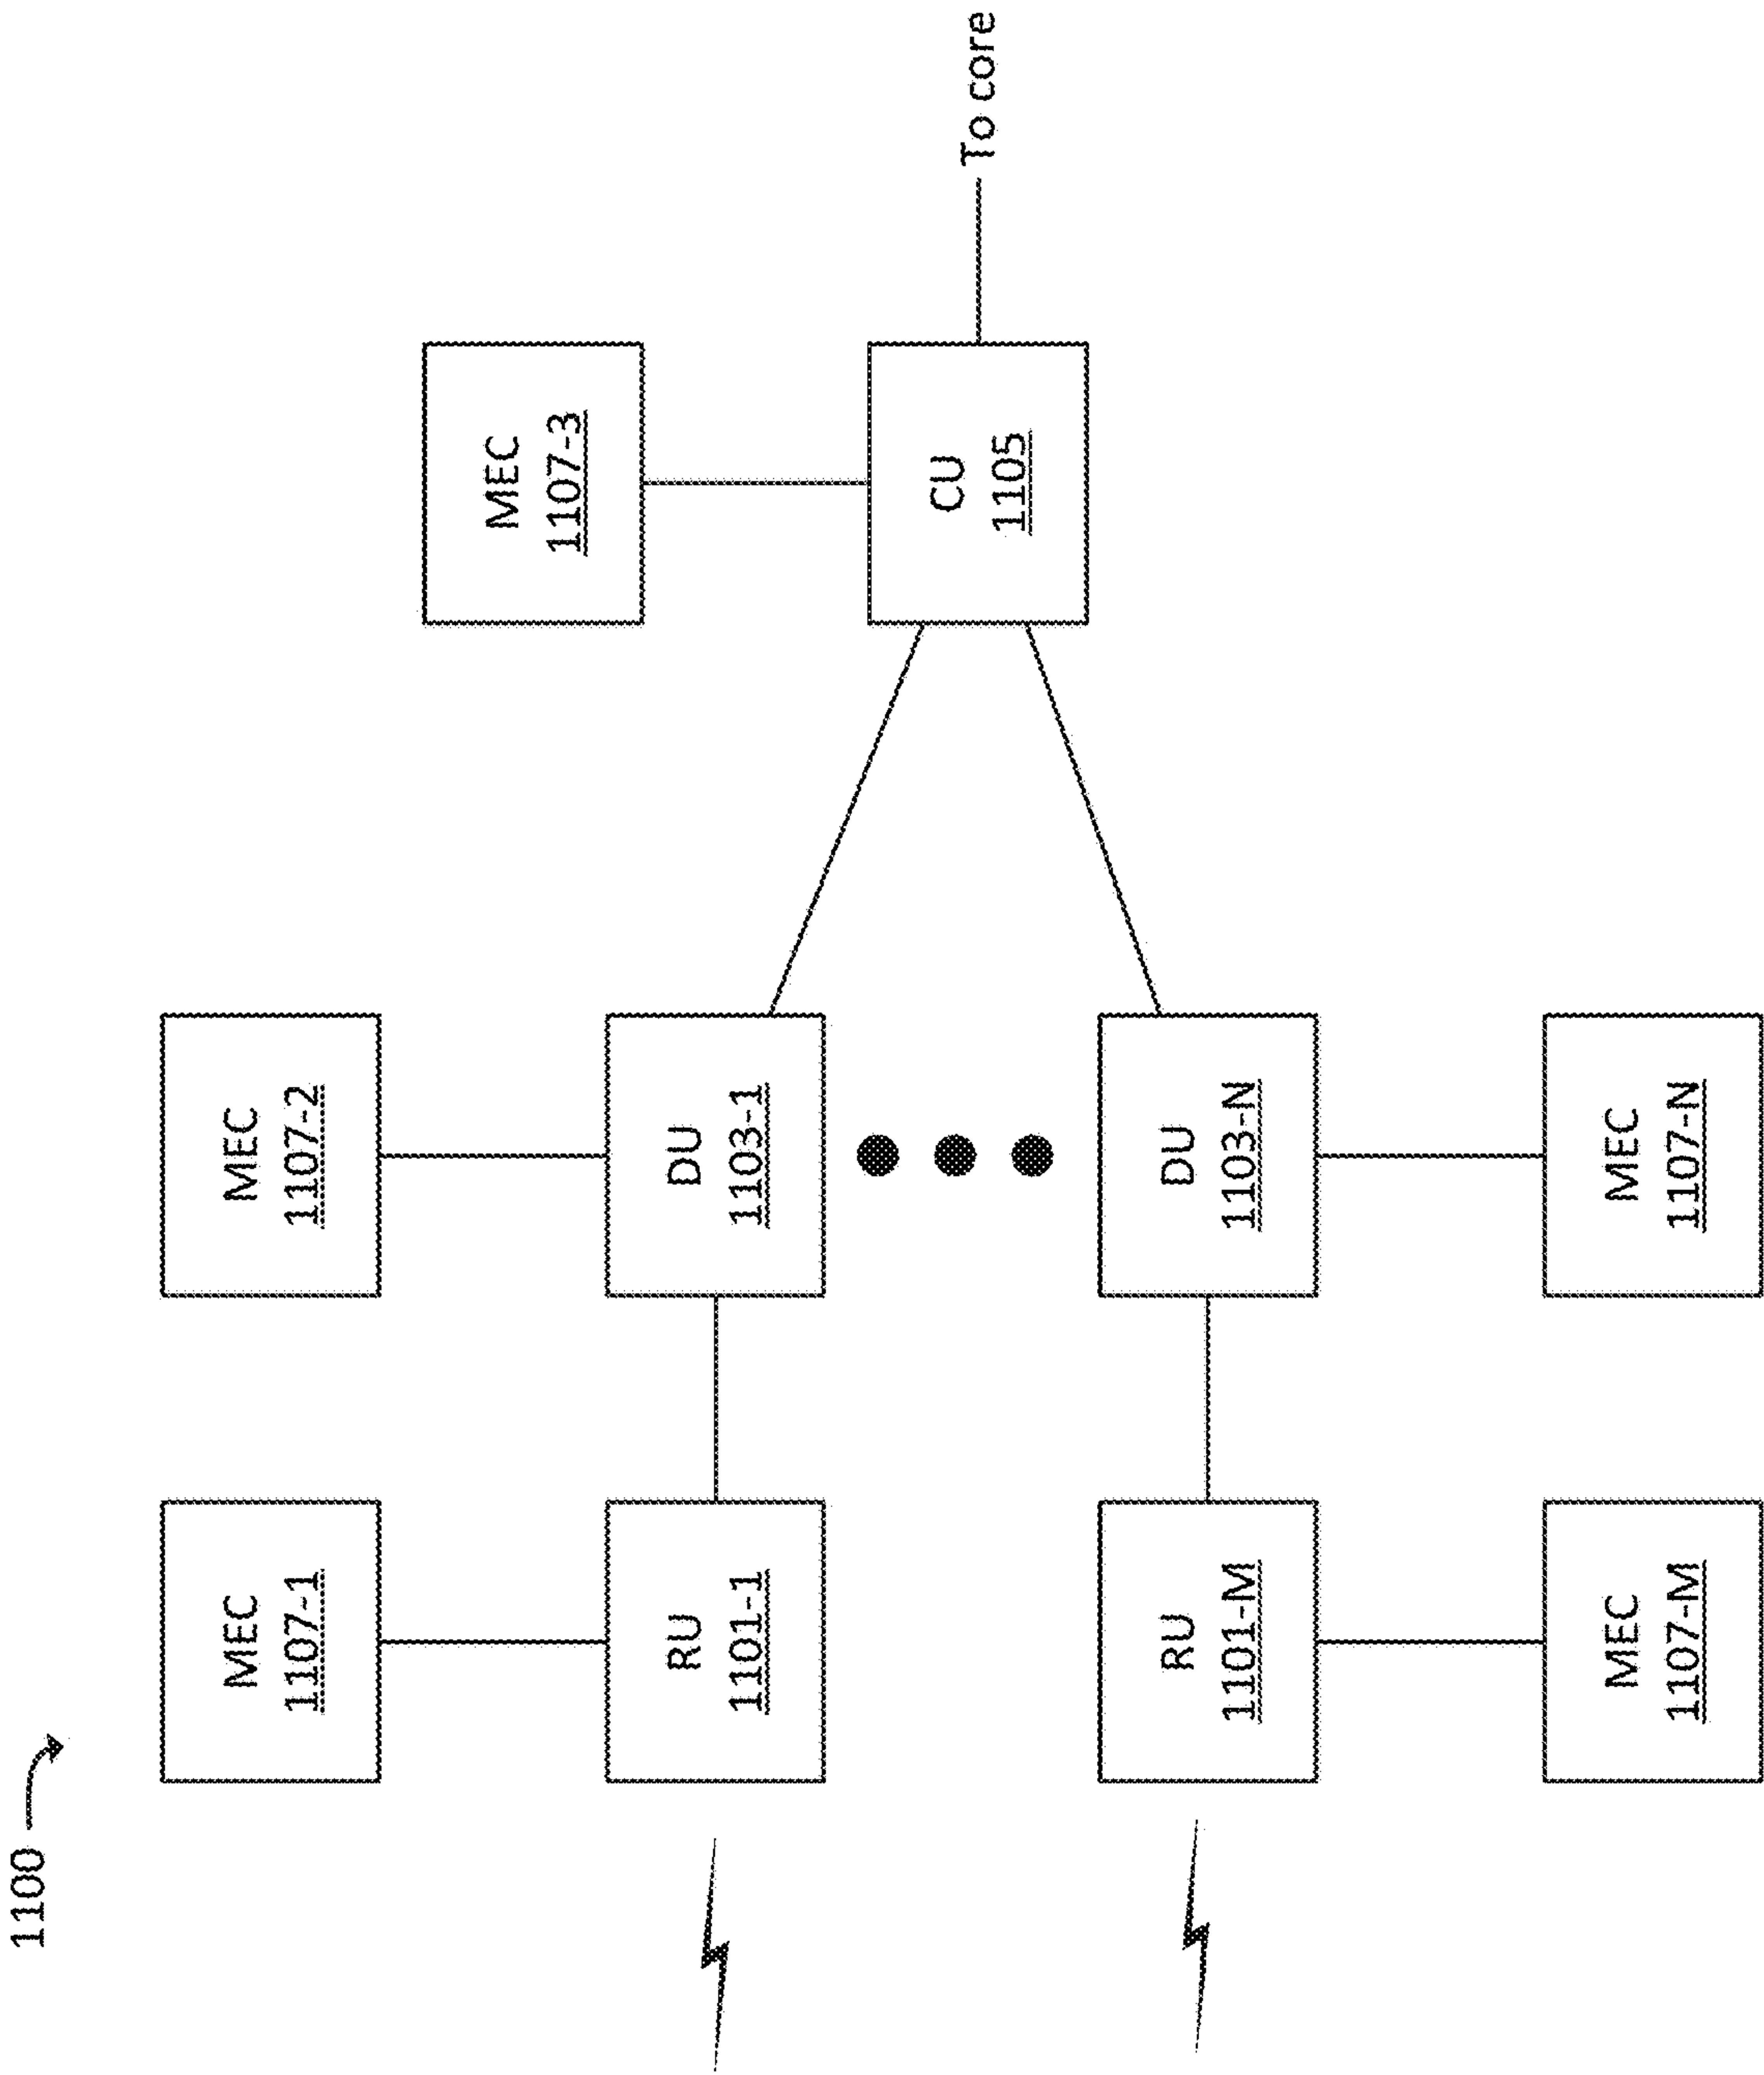 1100
MEC
1107-1
MEC
1107-2
MEC
1107-3
RU
1101-1
DU
1103-1
CU
1105
To core
RU
1101-M
DU
1103-N
MEC
1107-M
MEC
1107-N